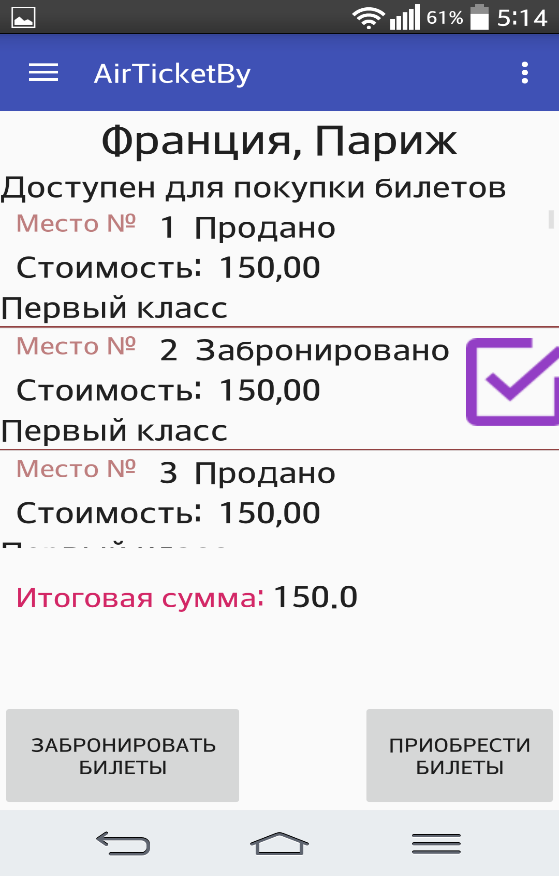 61% 5:14
AirTicketBy
Франция, Париж
Доступен для покупки билетов
Место № 1 Продано
Стоимость: 150,00
Первый класс
Место № 2 Забронировано
Стоимость: 150,00
Первый класс
Место № 3 Продано
Стоимость: 150,00
Первый класс
Итоговая сумма: 150.0
ЗАБРОНИРОВАТЬ
БИЛЕТЫ
ПРИОБРЕСТИ
БИЛЕТЫ